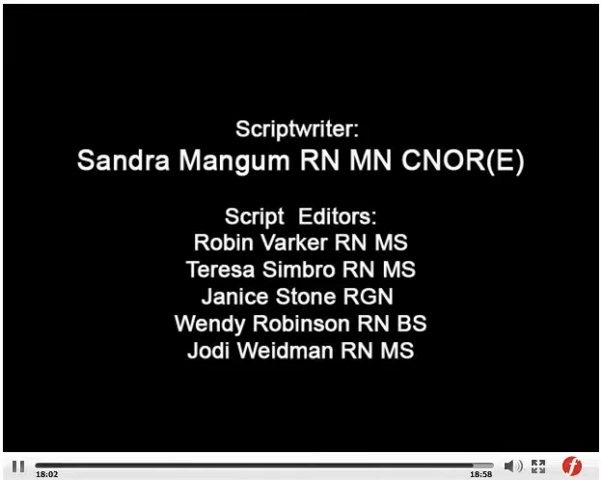 Scriptwriter:
Sandra Mangum RN MN CNOR(E)
Script Editors:
Robin Varker RN MS
Teresa Simbro RN MS
Janice Stone RGN
Wendy Robinson RN BS
Jodi Weidman RN MS
18:02 18:58
f